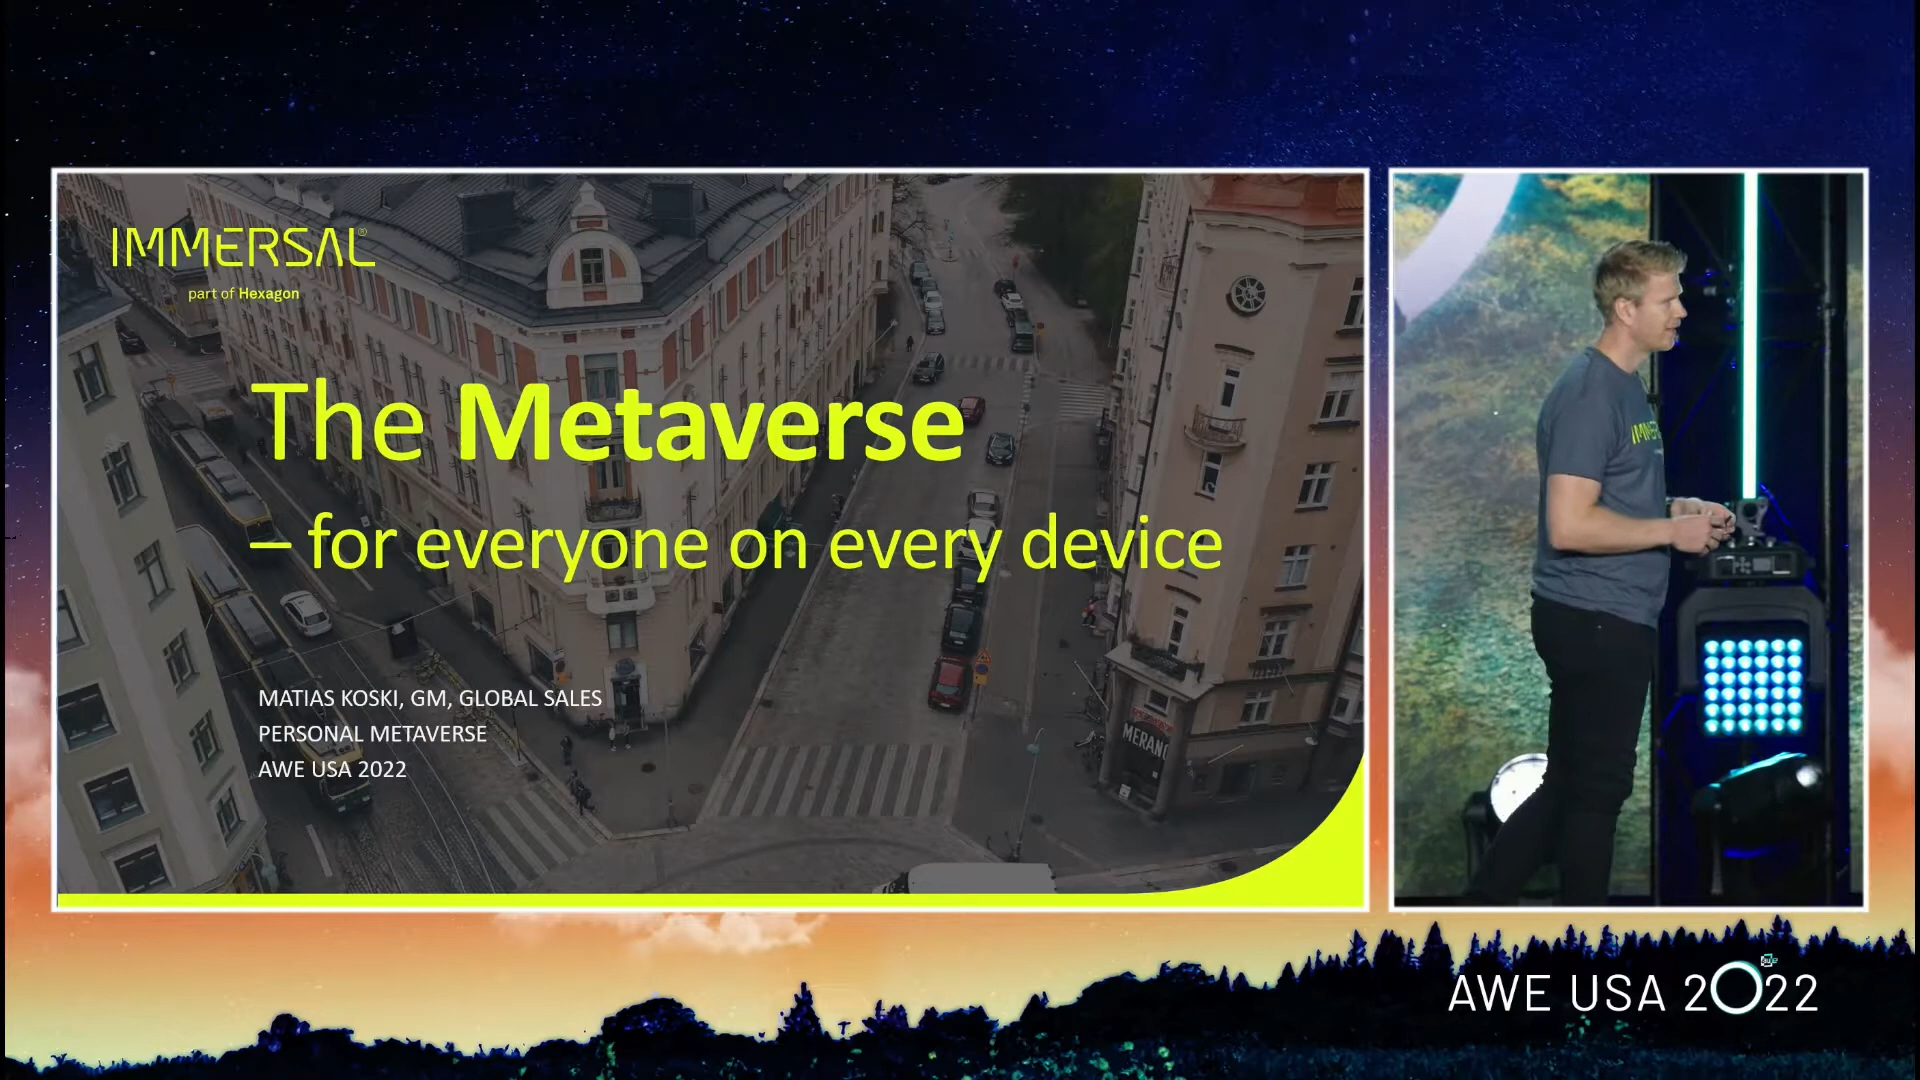 IMMERSAL®
part of Hexagon
The Metaverse
– for everyone on every device
MATIAS KOSKI, GM, GLOBAL SALES
PERSONAL METAVERSE
AWE USA 2022
MERANO
AWE USA 2022